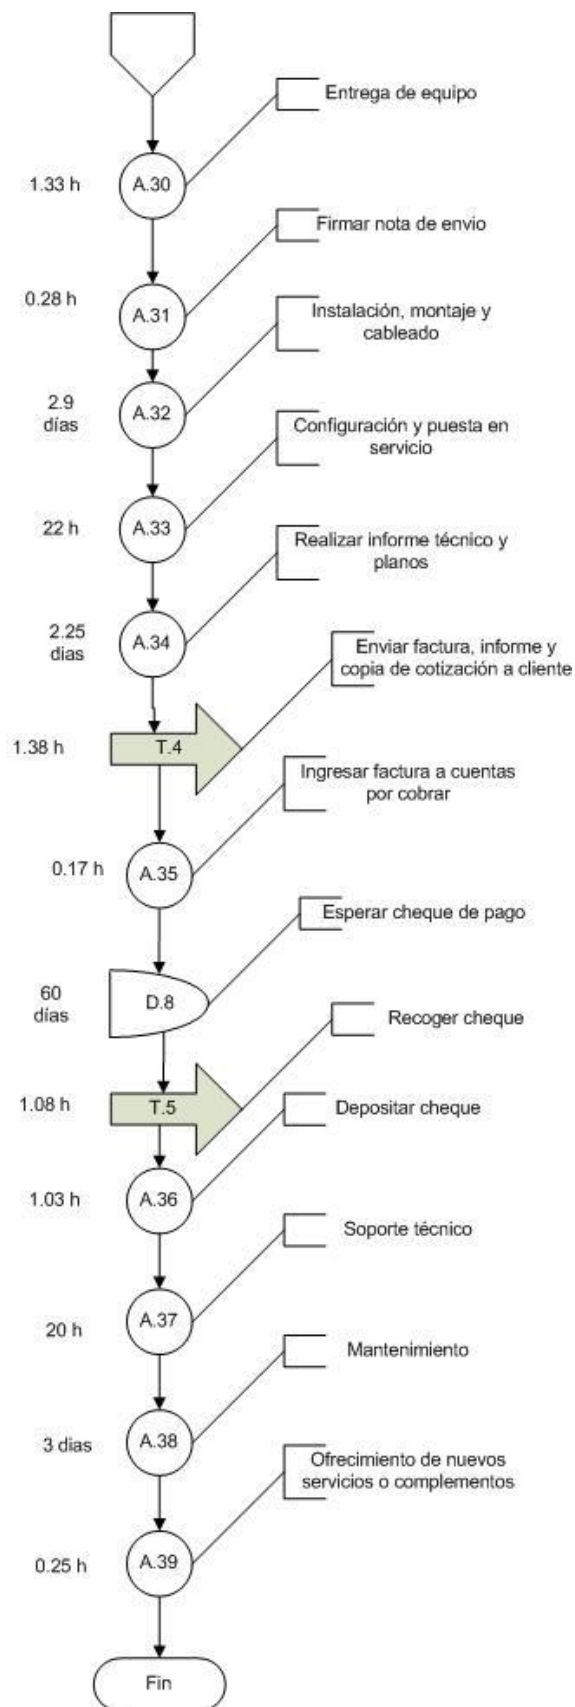 Entrega de equipo
1.33 h
A.30
Firmar nota de envio
0.28 h
A.31
Instalación, montaje y
cableado
2.9
días
A.32
Configuración y puesta en
servicio
22 h
A.33
Realizar informe técnico y
planos
2.25
dias
A.34
Enviar factura, informe y
copia de cotización a cliente
1.38 h
T.4
Ingresar factura a cuentas
por cobrar
0.17 h
A.35
Esperar cheque de pago
60
días
D.8
Recoger cheque
1.08 h
T.5
Depositar cheque
1.03 h
A.36
Soporte técnico
20 h
A.37
Mantenimiento
3 dias
A.38
Ofrecimiento de nuevos
servicios o complementos
0.25 h
A.39
Fin